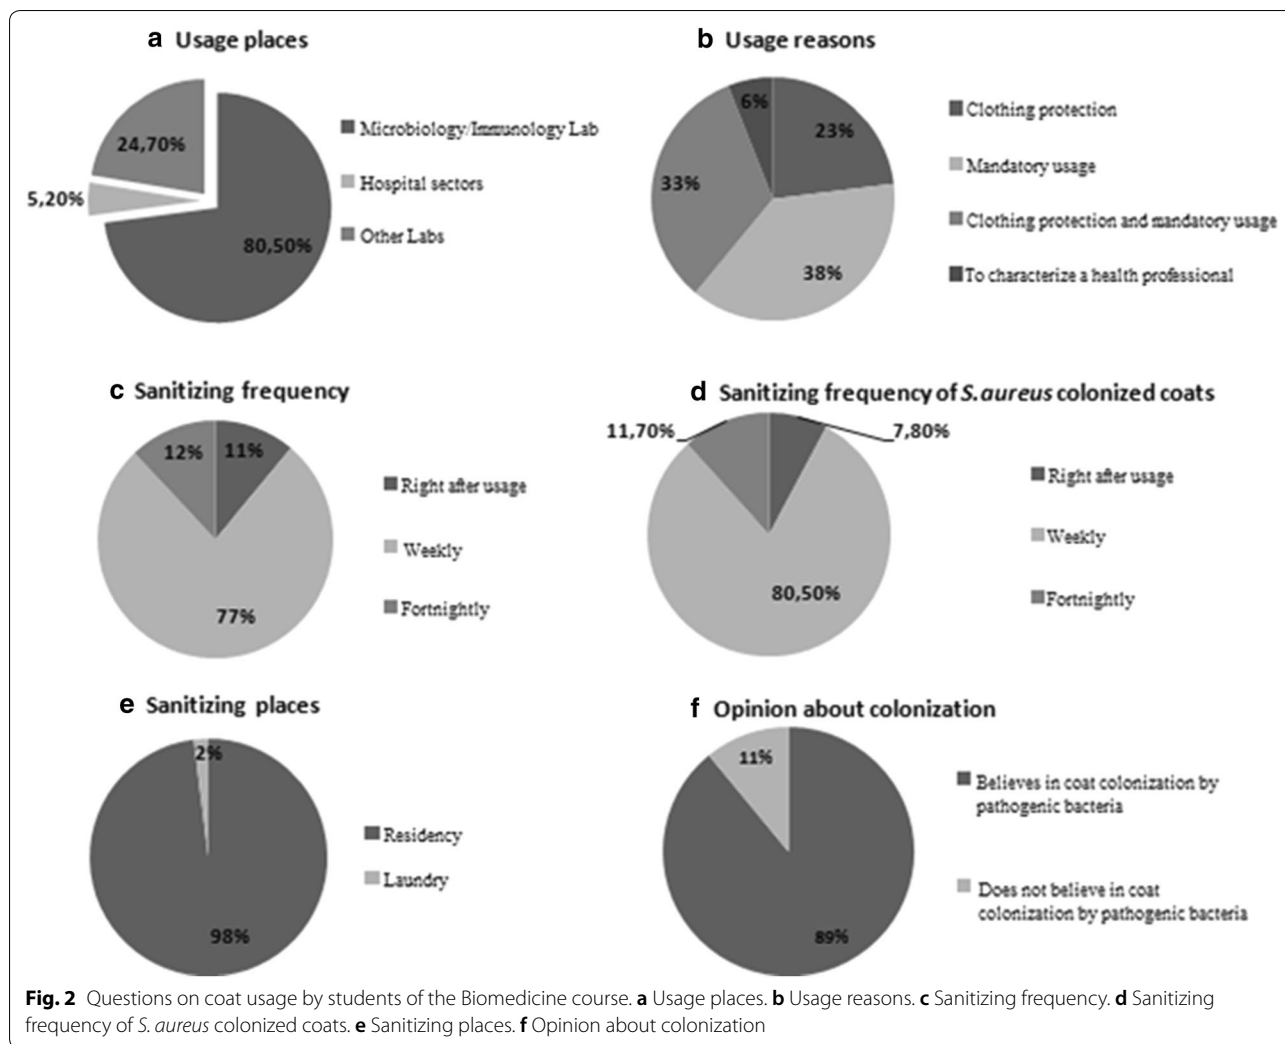 a Usage places
24,70%
5,20%
80,50%
Microbiology/Immunology Lab
Hospital sectors
Other Labs
b Usage reasons
6%
23%
33%
38%
Clothing protection
Mandatory usage
Clothing protection and mandatory usage
To characterize a health professional
c Sanitizing frequency
12%
11%
77%
Right after usage
Weekly
Fortnightly
d Sanitizing frequency of S. aureus colonized coats
11,70%
7,80%
80,50%
Right after usage
Weekly
Fortnightly
e Sanitizing places
2%
98%
Residency
Laundry
f Opinion about colonization
11%
89%
Believes in coat colonization by
pathogenic bacteria
Does not believe in coat
colonization by pathogenic bacteria
Fig. 2 Questions on coat usage by students of the Biomedicine course. a Usage places. b Usage reasons. c Sanitizing frequency. d Sanitizing
frequency of S. aureus colonized coats. e Sanitizing places. f Opinion about colonization